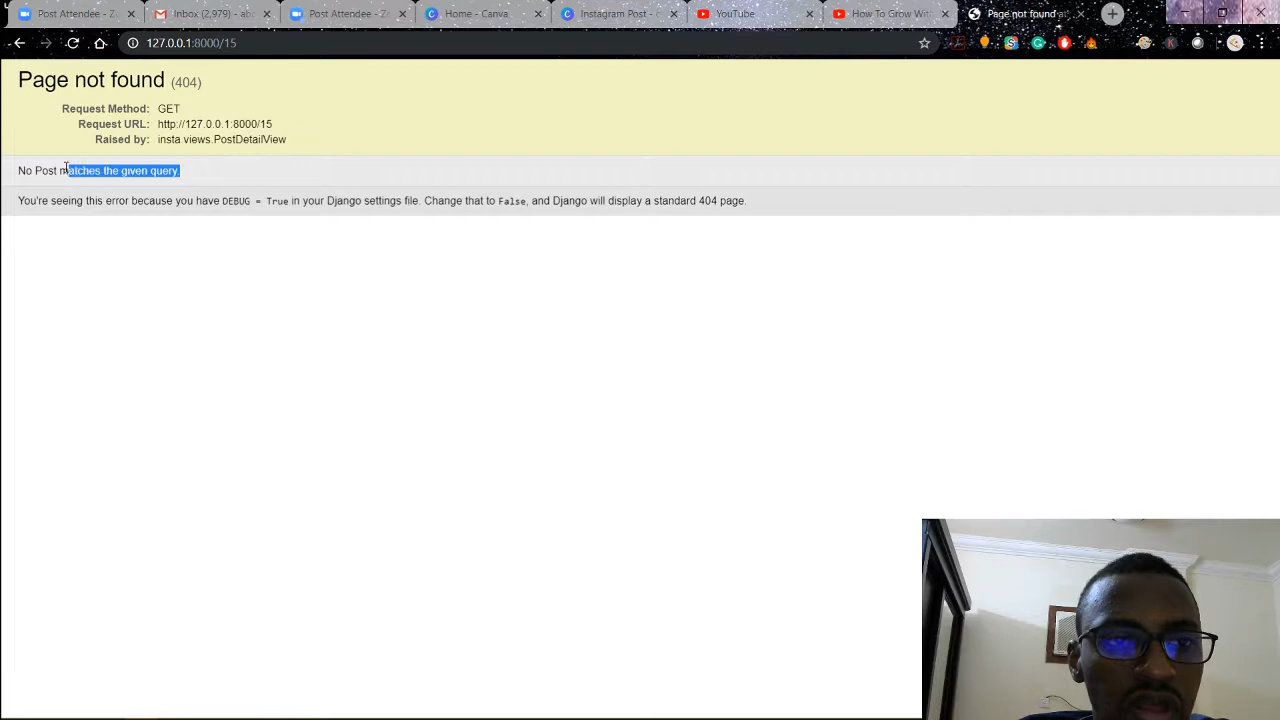 Post Attendee - Z
Inbox (2,979) - ab
Post Attendee - Z
Home - Canva
Instagram Post -
YouTube
How To Grow With
Page not found at
127.0.0.1:8000/15
Page not found (404)
Request Method: GET
Request URL: http://127.0.0.1:8000/15
Raised by: insta.views.PostDetailView
No Post matches the given query.
You're seeing this error because you have DEBUG = True in your Django settings file. Change that to False, and Django will display a standard 404 page.